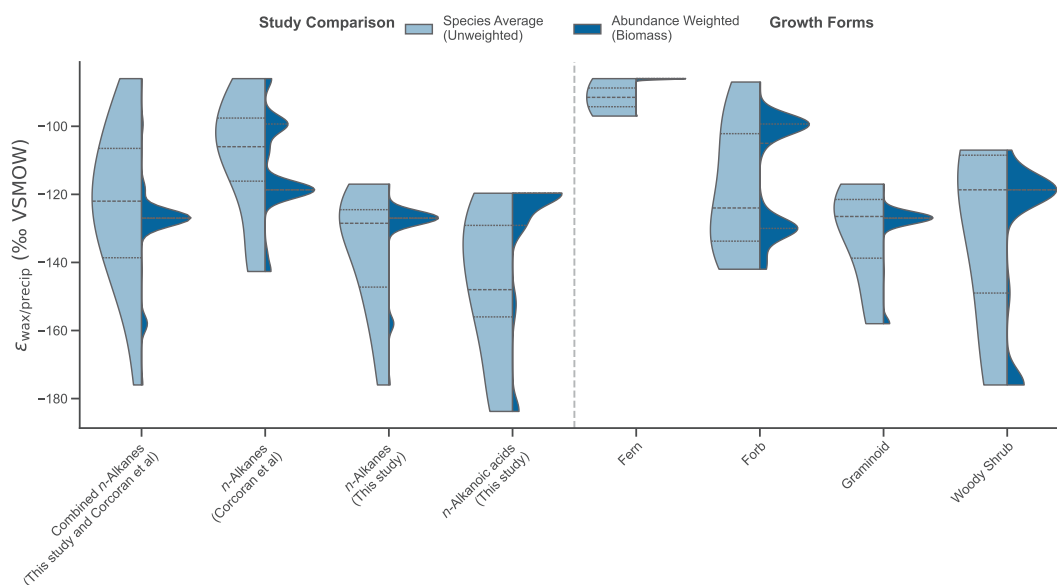 Study Comparison
Species Average
(Unweighted)
Abundance Weighted
(Biomass)
Growth Forms
εwax/precip (‰ VSMOW)
−100
−120
−140
−160
−180
Combined n-Alkanes
(This study and Corcoran et al)
n-Alkanes
(Corcoran et al)
n-Alkanes
(This study)
n-Alkanoic acids
(This study)
Fern
Forb
Graminoid
Woody Shrub